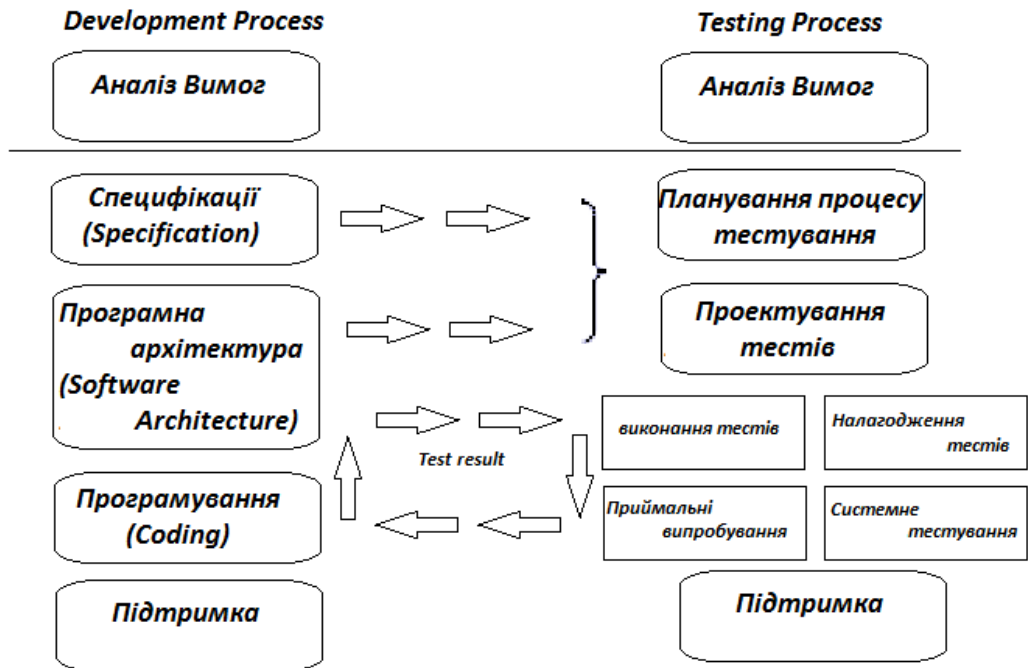 Development Process
Testing Process
Аналіз Вимог
Аналіз Вимог
Специфікації
(Specification)
Планування процесу
тестування
Програмна
архітектура
(Software
Architecture)
Проектування
тестів
виконання тестів
Налагодження
тестів
Test result
Програмування
(Coding)
Приймальні
випробування
Системне
тестування
Підтримка
Підтримка